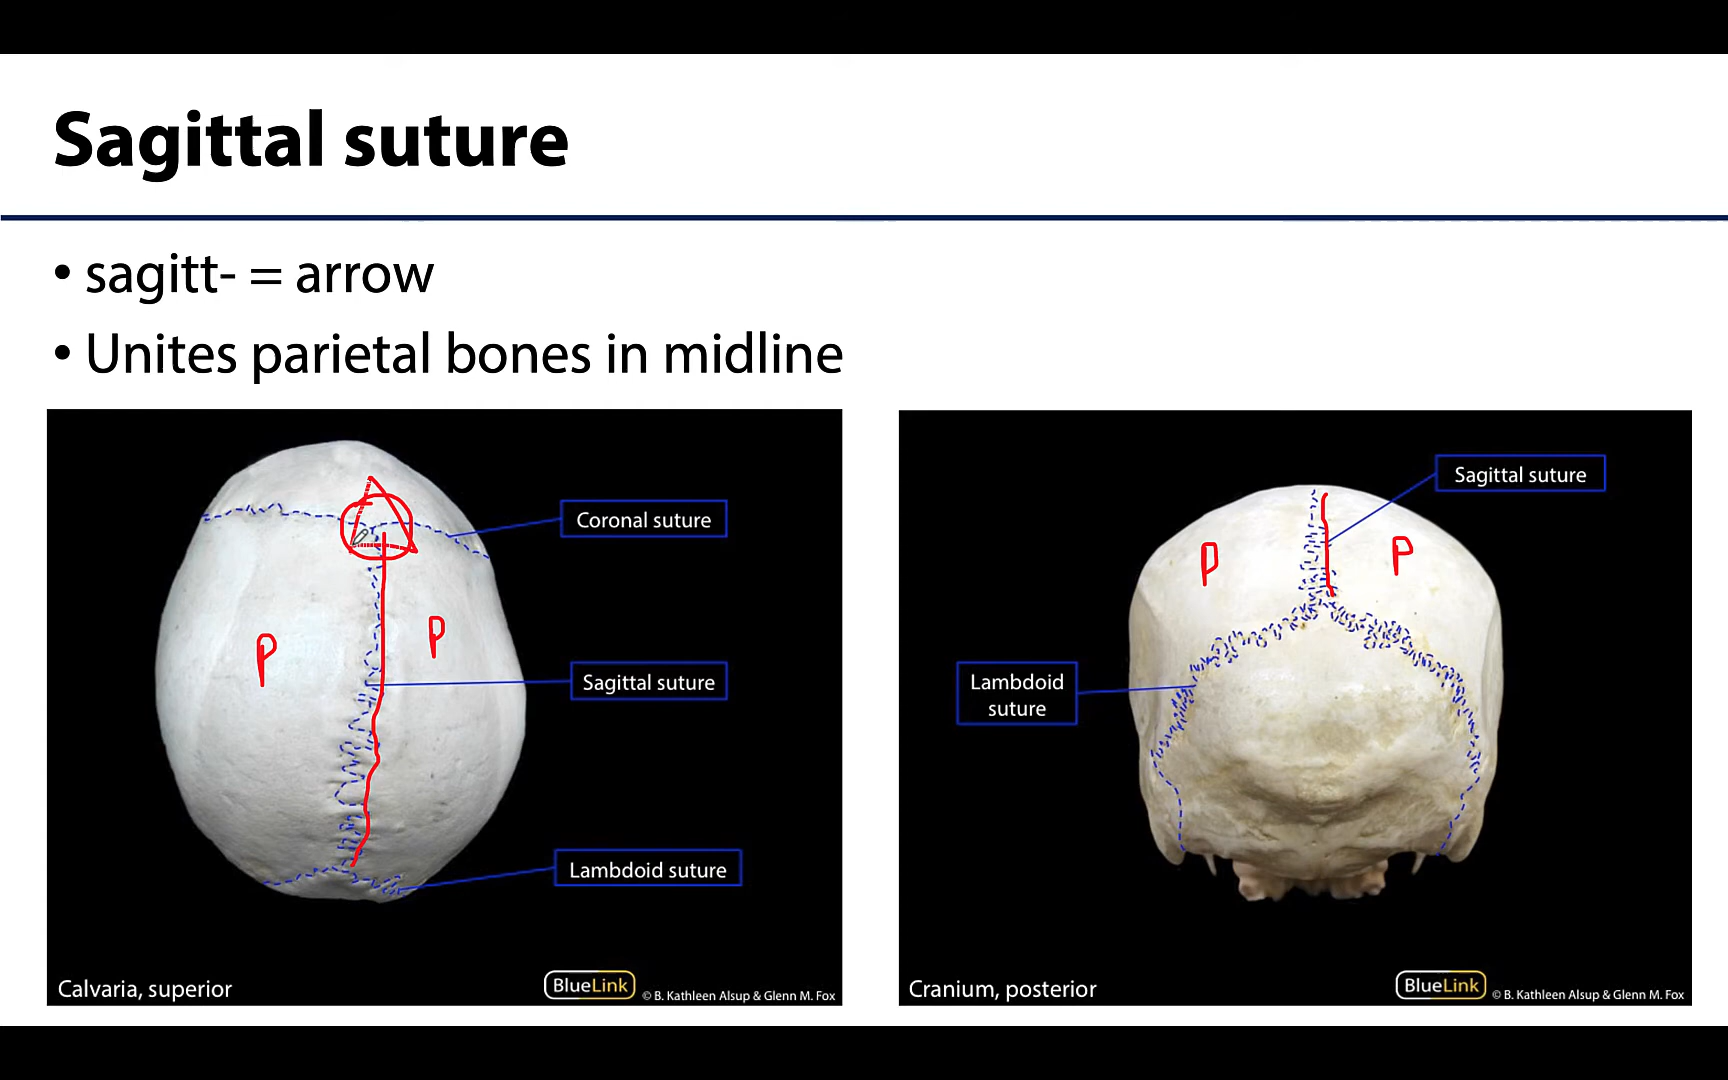 Sagittal suture
• sagitt- = arrow
• Unites parietal bones in midline
Coronal suture
P
P
Sagittal suture
Lambdoid suture
Calvaria, superior
BlueLink
© B. Kathleen Alsup & Glenn M. Fox
Sagittal suture
P
P
Lambdoid
suture
Cranium, posterior
BlueLink
© B. Kathleen Alsup & Glenn M. Fox